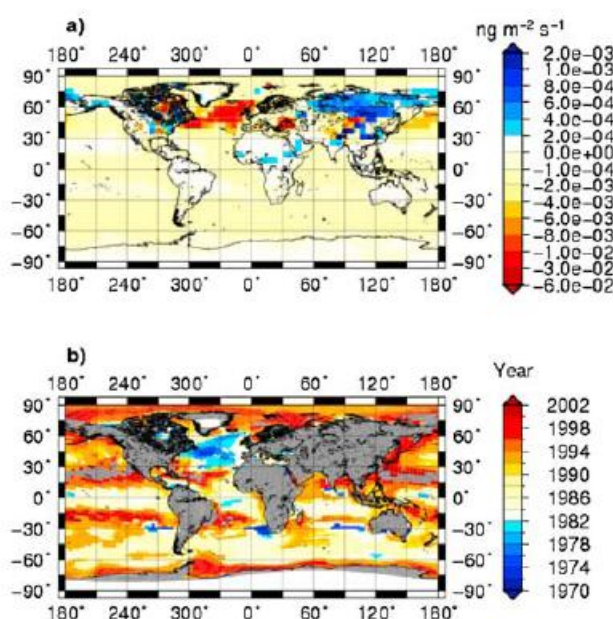 a)
ng m⁻² s⁻¹
180˚ 240˚ 300˚ 0˚ 60˚ 120˚ 180˚
90˚ 90˚
60˚ 60˚
30˚ 30˚
0˚ 0˚
−30˚ −30˚
−60˚ −60˚
−90˚ −90˚
180˚ 240˚ 300˚ 0˚ 60˚ 120˚ 180˚
2.0e−03
1.0e−03
8.0e−04
6.0e−04
4.0e−04
2.0e−04
0.0e+00
−1.0e−04
−2.0e−03
−4.0e−03
−6.0e−03
−8.0e−03
−1.0e−02
−3.0e−02
−6.0e−02
b)
Year
180˚ 240˚ 300˚ 0˚ 60˚ 120˚ 180˚
90˚ 90˚
60˚ 60˚
30˚ 30˚
0˚ 0˚
−30˚ −30˚
−60˚ −60˚
−90˚ −90˚
180˚ 240˚ 300˚ 0˚ 60˚ 120˚ 180˚
2002
1998
1994
1990
1986
1982
1978
1974
1970